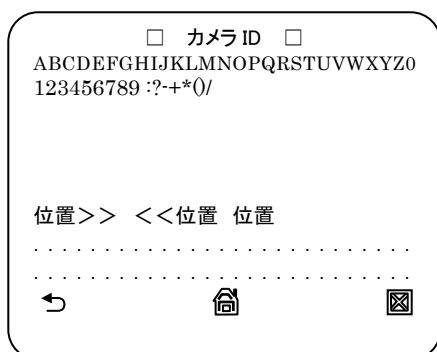 □ カメラ ID □
ABCDEFGHIJKLMNOPQRSTUVWXYZ0
123456789 :?-+*()/
位置>> <<位置 位置
. . . . . . . . . . . . . . . . . . . . . . . . . . .
. . . . . . . . . . . . . . . . . . . . . . . . . . .